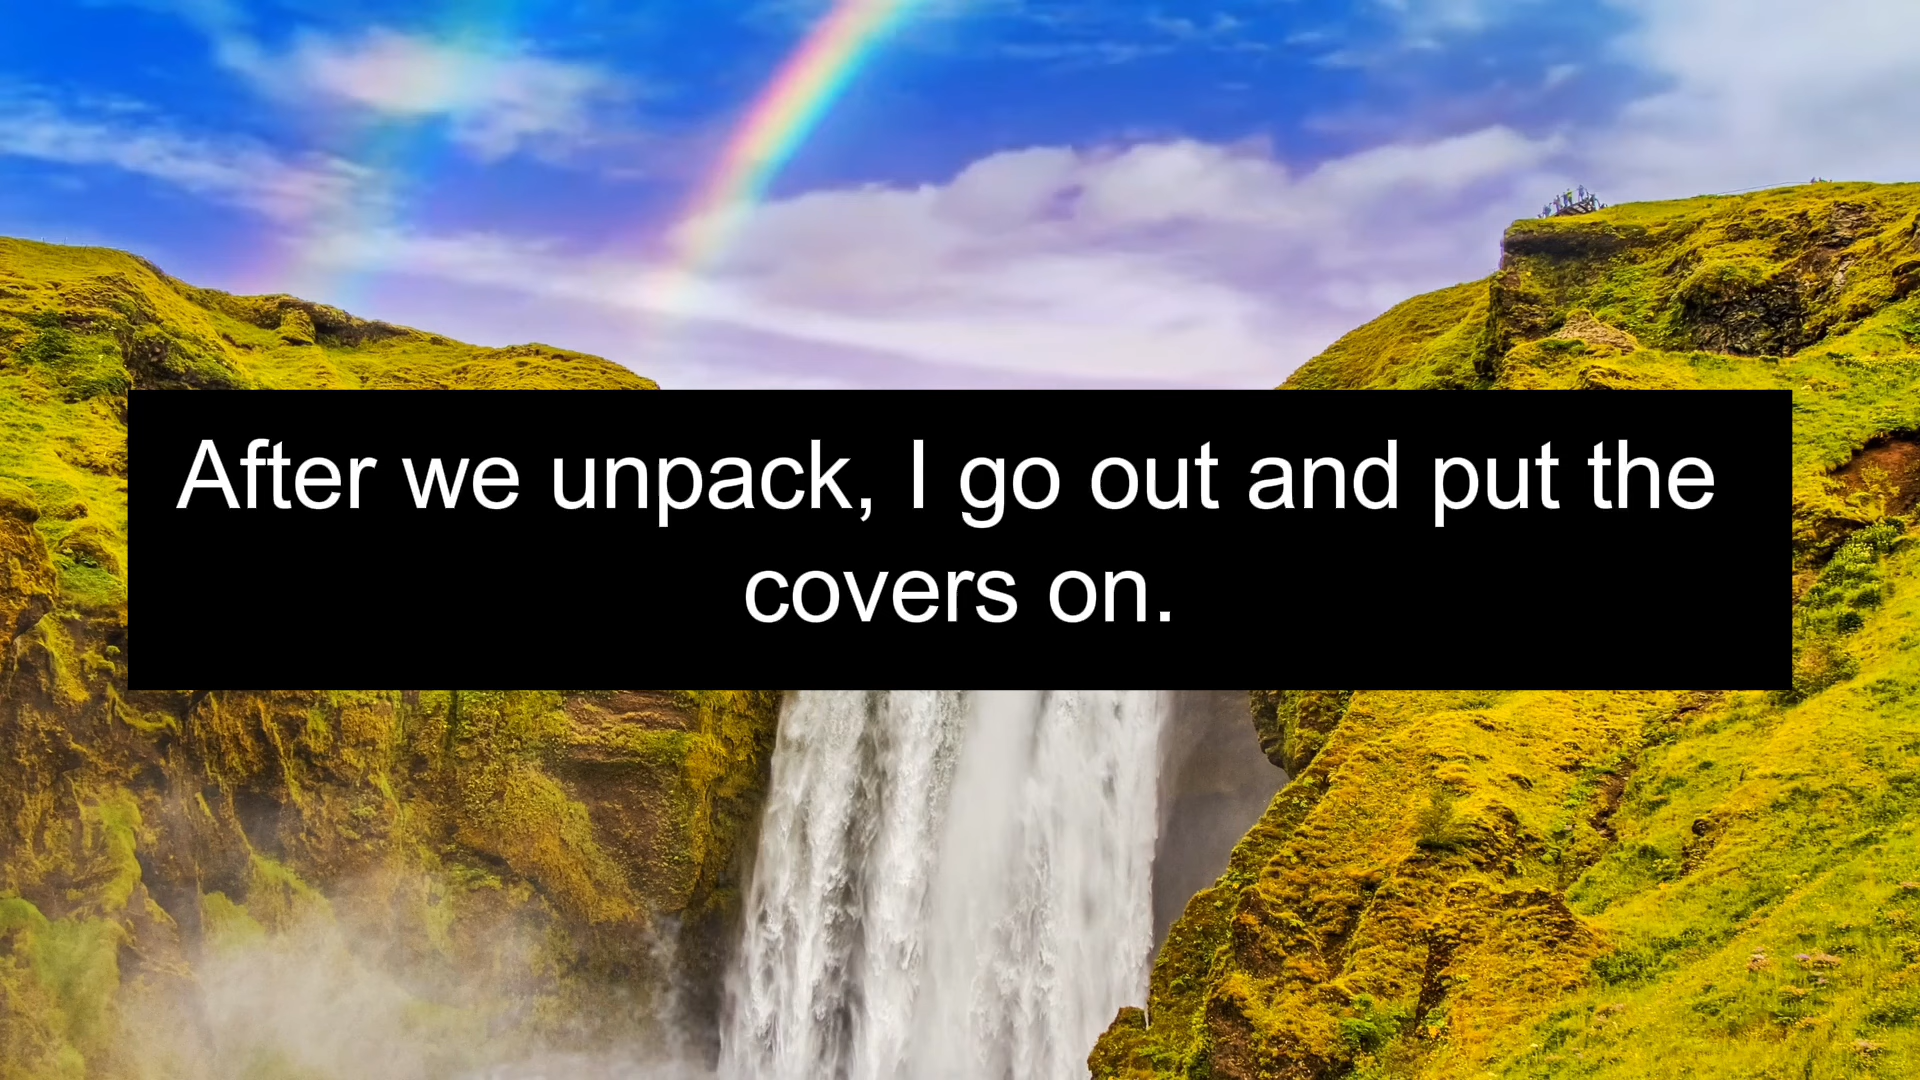 After we unpack, I go out and put the
covers on.